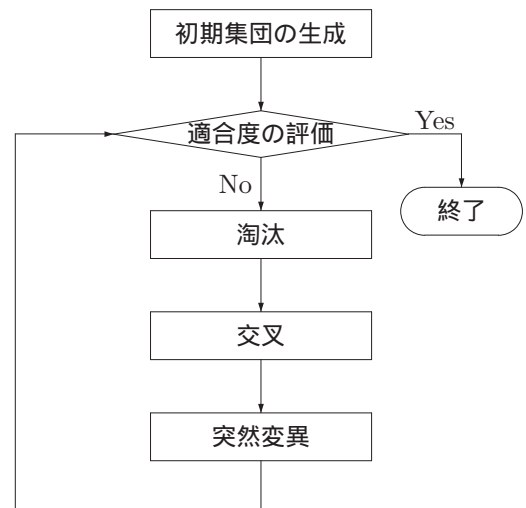 初期集団の生成
適合度の評価
Yes
No
終了
淘汰
交叉
突然変異